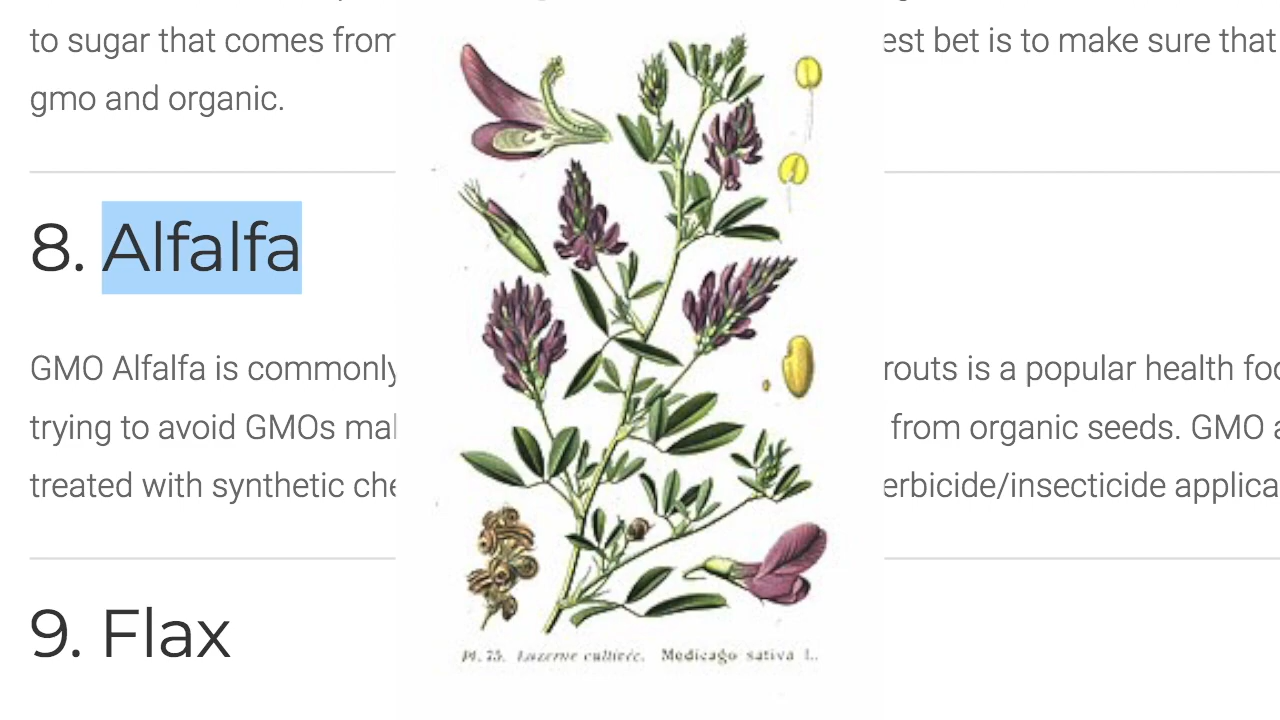 to sugar that comes from est bet is to make sure that
gmo and organic.
8. Alfalfa
GMO Alfalfa is commonly routs is a popular health foo
trying to avoid GMOs mal from organic seeds. GMO a
treated with synthetic che erbicide/insecticide applica
9. Flax
Pl. 75. Luzerne cultivée. Medicago sativa L.